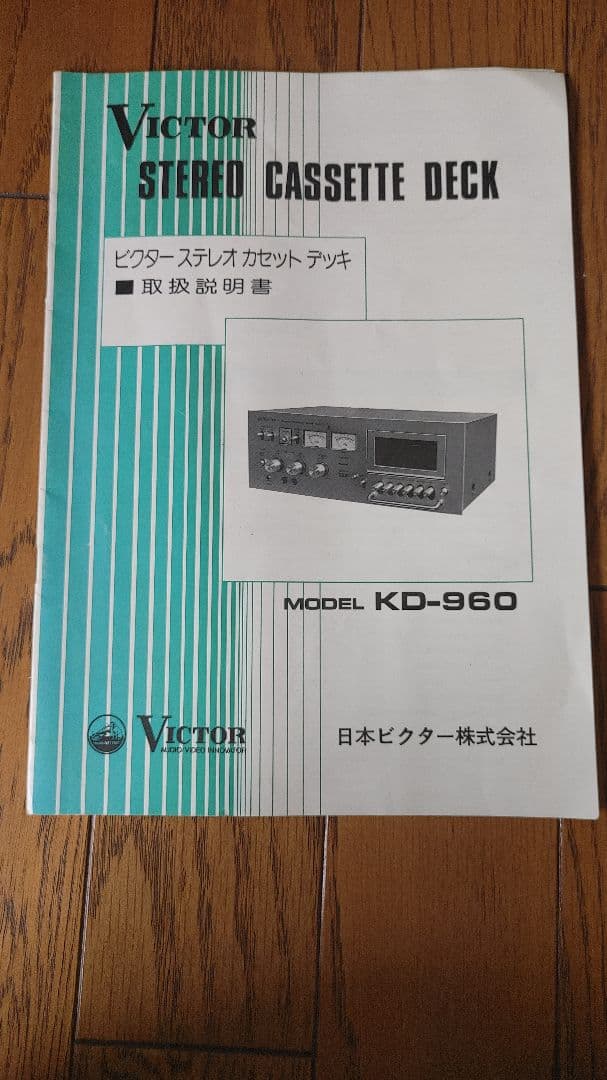 VICTOR
STEREO CASSETTE DECK
ビクター ステレオ カセット デッキ
■取扱説明書
MODEL KD-960
VICTOR
AUDIO/VIDEO INNOVATOR
日本ビクター株式会社